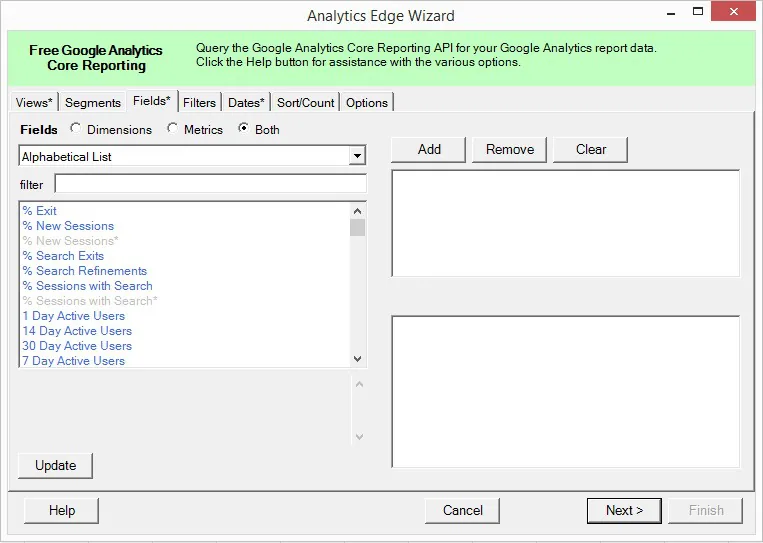 Analytics Edge Wizard
Free Google Analytics
Core Reporting
Query the Google Analytics Core Reporting API for your Google Analytics report data.
Click the Help button for assistance with the various options.
Views* Segments Fields* Filters Dates* Sort/Count Options
Fields Dimensions Metrics Both
Alphabetical List
Add Remove Clear
filter
% Exit
% New Sessions
% New Sessions*
% Search Exits
% Search Refinements
% Sessions with Search
% Sessions with Search*
1 Day Active Users
14 Day Active Users
30 Day Active Users
7 Day Active Users
Update
Help Cancel Next > Finish